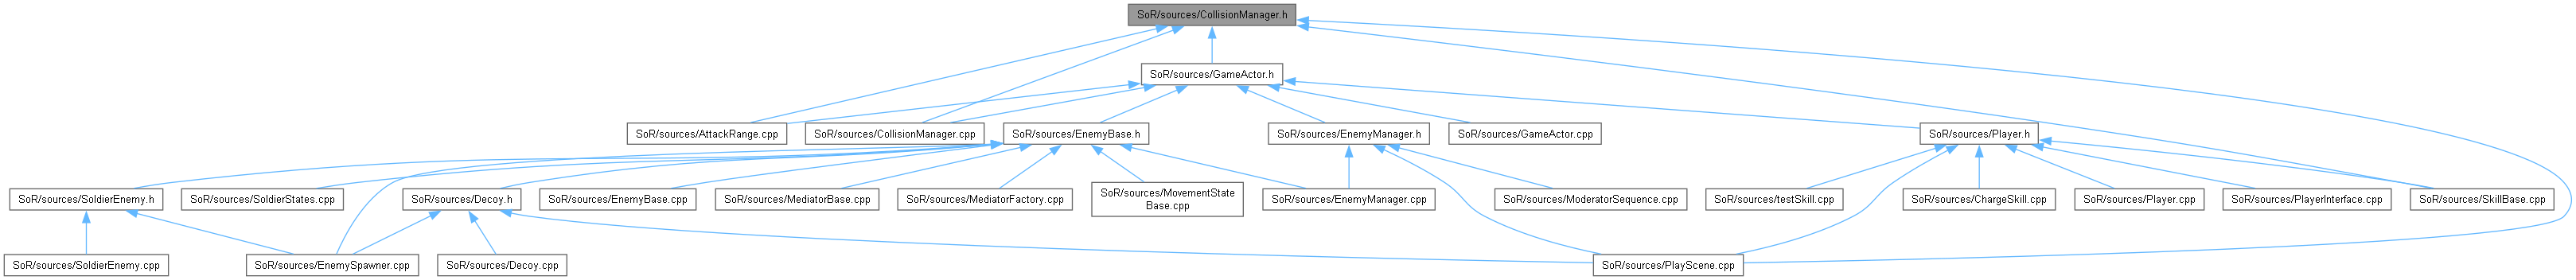 SoR/sources/CollisionManager.h
SoR/sources/GameActor.h
SoR/sources/AttackRange.cpp
SoR/sources/CollisionManager.cpp
SoR/sources/EnemyBase.h
SoR/sources/EnemyManager.h
SoR/sources/GameActor.cpp
SoR/sources/Player.h
SoR/sources/SoldierEnemy.h
SoR/sources/SoldierStates.cpp
SoR/sources/Decoy.h
SoR/sources/EnemyBase.cpp
SoR/sources/MediatorBase.cpp
SoR/sources/MediatorFactory.cpp
SoR/sources/MovementState
Base.cpp
SoR/sources/EnemyManager.cpp
SoR/sources/ModeratorSequence.cpp
SoR/sources/testSkill.cpp
SoR/sources/ChargeSkill.cpp
SoR/sources/Player.cpp
SoR/sources/PlayerInterface.cpp
SoR/sources/SkillBase.cpp
SoR/sources/SoldierEnemy.cpp
SoR/sources/EnemySpawner.cpp
SoR/sources/Decoy.cpp
SoR/sources/PlayScene.cpp